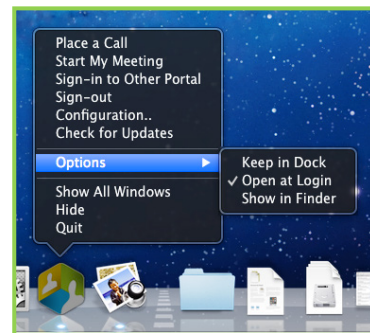 Place a Call
Start My Meeting
Sign-in to Other Portal
Sign-out
Configuration..
Check for Updates
Options
Keep in Dock
✓ Open at Login
Show in Finder
Show All Windows
Hide
Quit